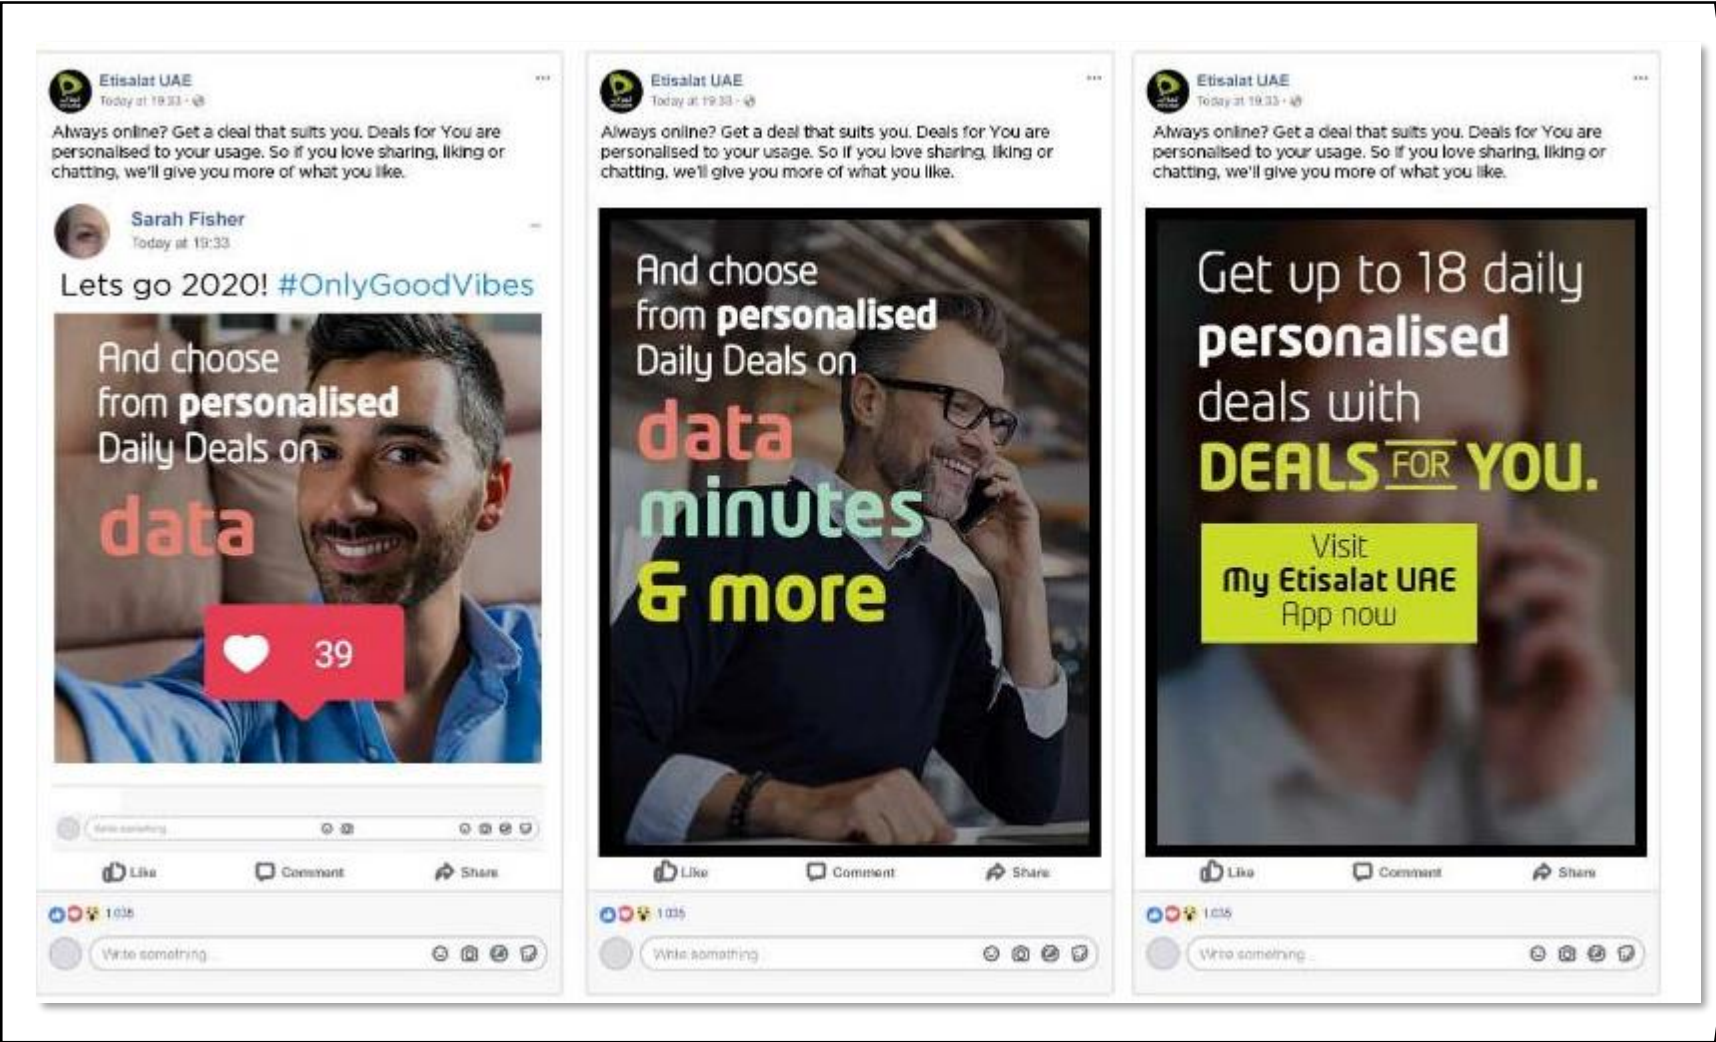 Etisalat UAE
Today at 19:33
Always online? Get a deal that suits you. Deals for You are
personalised to your usage. So if you love sharing, liking or
chatting, we'll give you more of what you like.
Sarah Fisher
Today at 19:33
Lets go 2020! #OnlyGoodVibes
And choose
from personalised
Daily Deals on
data
39
Write something
Like Comment Share
1035
Write something...
Etisalat UAE
Today at 19:33
Always online? Get a deal that suits you. Deals for You are
personalised to your usage. So if you love sharing, liking or
chatting, we'll give you more of what you like.
And choose
from personalised
Daily Deals on
data
minutes
& more
Like Comment Share
1035
Write something
Etisalat UAE
Today at 19:33
Always online? Get a deal that suits you. Deals for You are
personalised to your usage. So if you love sharing, liking or
chatting, we'll give you more of what you like.
Get up to 18 daily
personalised
deals with
DEALS FOR YOU.
Visit
My Etisalat UAE
App now
Like Comment Share
1035
Write something...